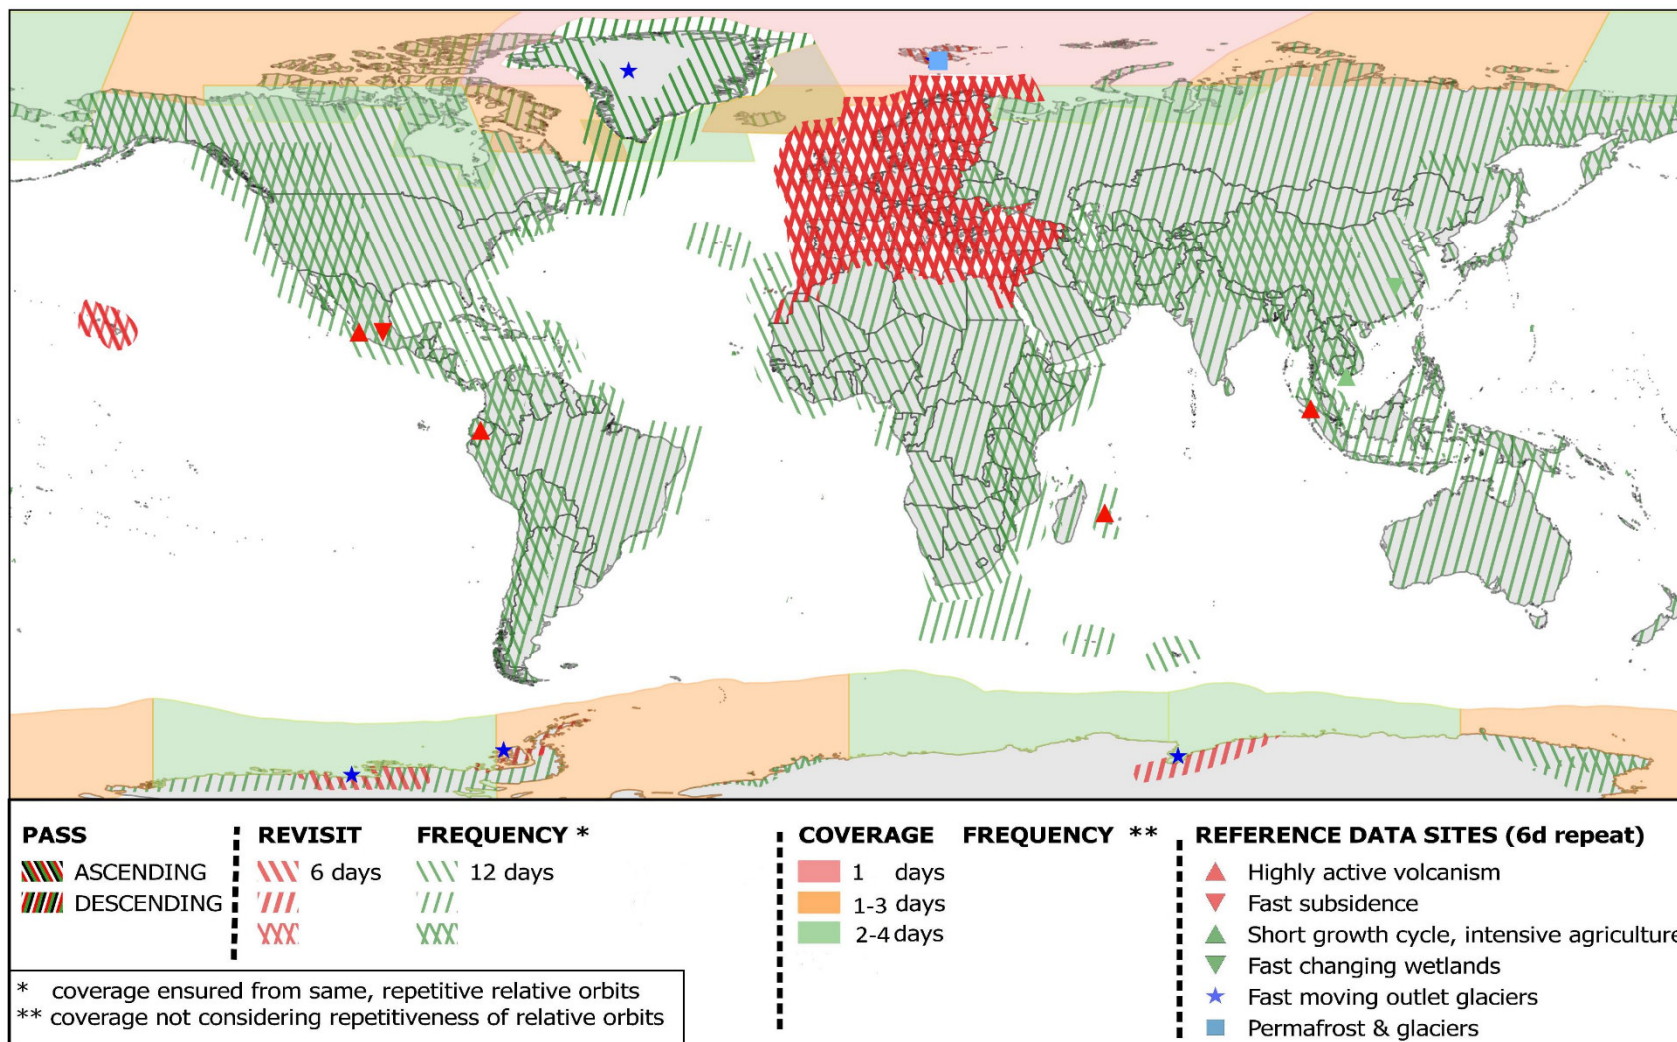 PASS
ASCENDING
DESCENDING
REVISIT FREQUENCY *
6 days 12 days
COVERAGE FREQUENCY **
1 days
1-3 days
2-4 days
REFERENCE DATA SITES (6d repeat)
Highly active volcanism
Fast subsidence
Short growth cycle, intensive agriculture
Fast changing wetlands
Fast moving outlet glaciers
Permafrost & glaciers
* coverage ensured from same, repetitive relative orbits
** coverage not considering repetitiveness of relative orbits